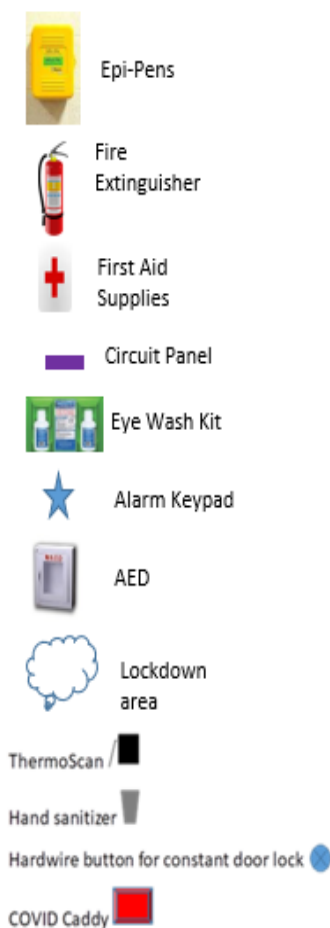 Epi-Pens
Fire
Extinguisher
First Aid
Supplies
Circuit Panel
Eye Wash Kit
Alarm Keypad
AED
Lockdown
area
ThermoScan
Hand sanitizer
Hardwire button for constant door lock
COVID Caddy